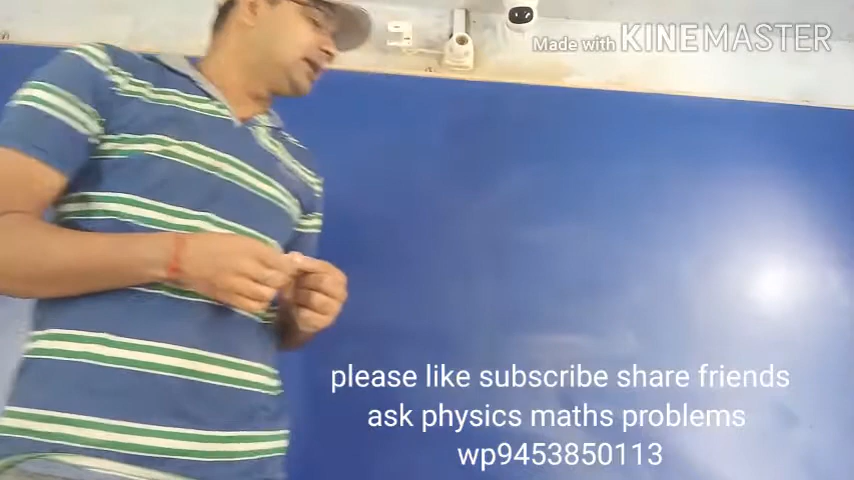 Made with KINEMASTER
please like subscribe share friends
ask physics maths problems
wp9453850113